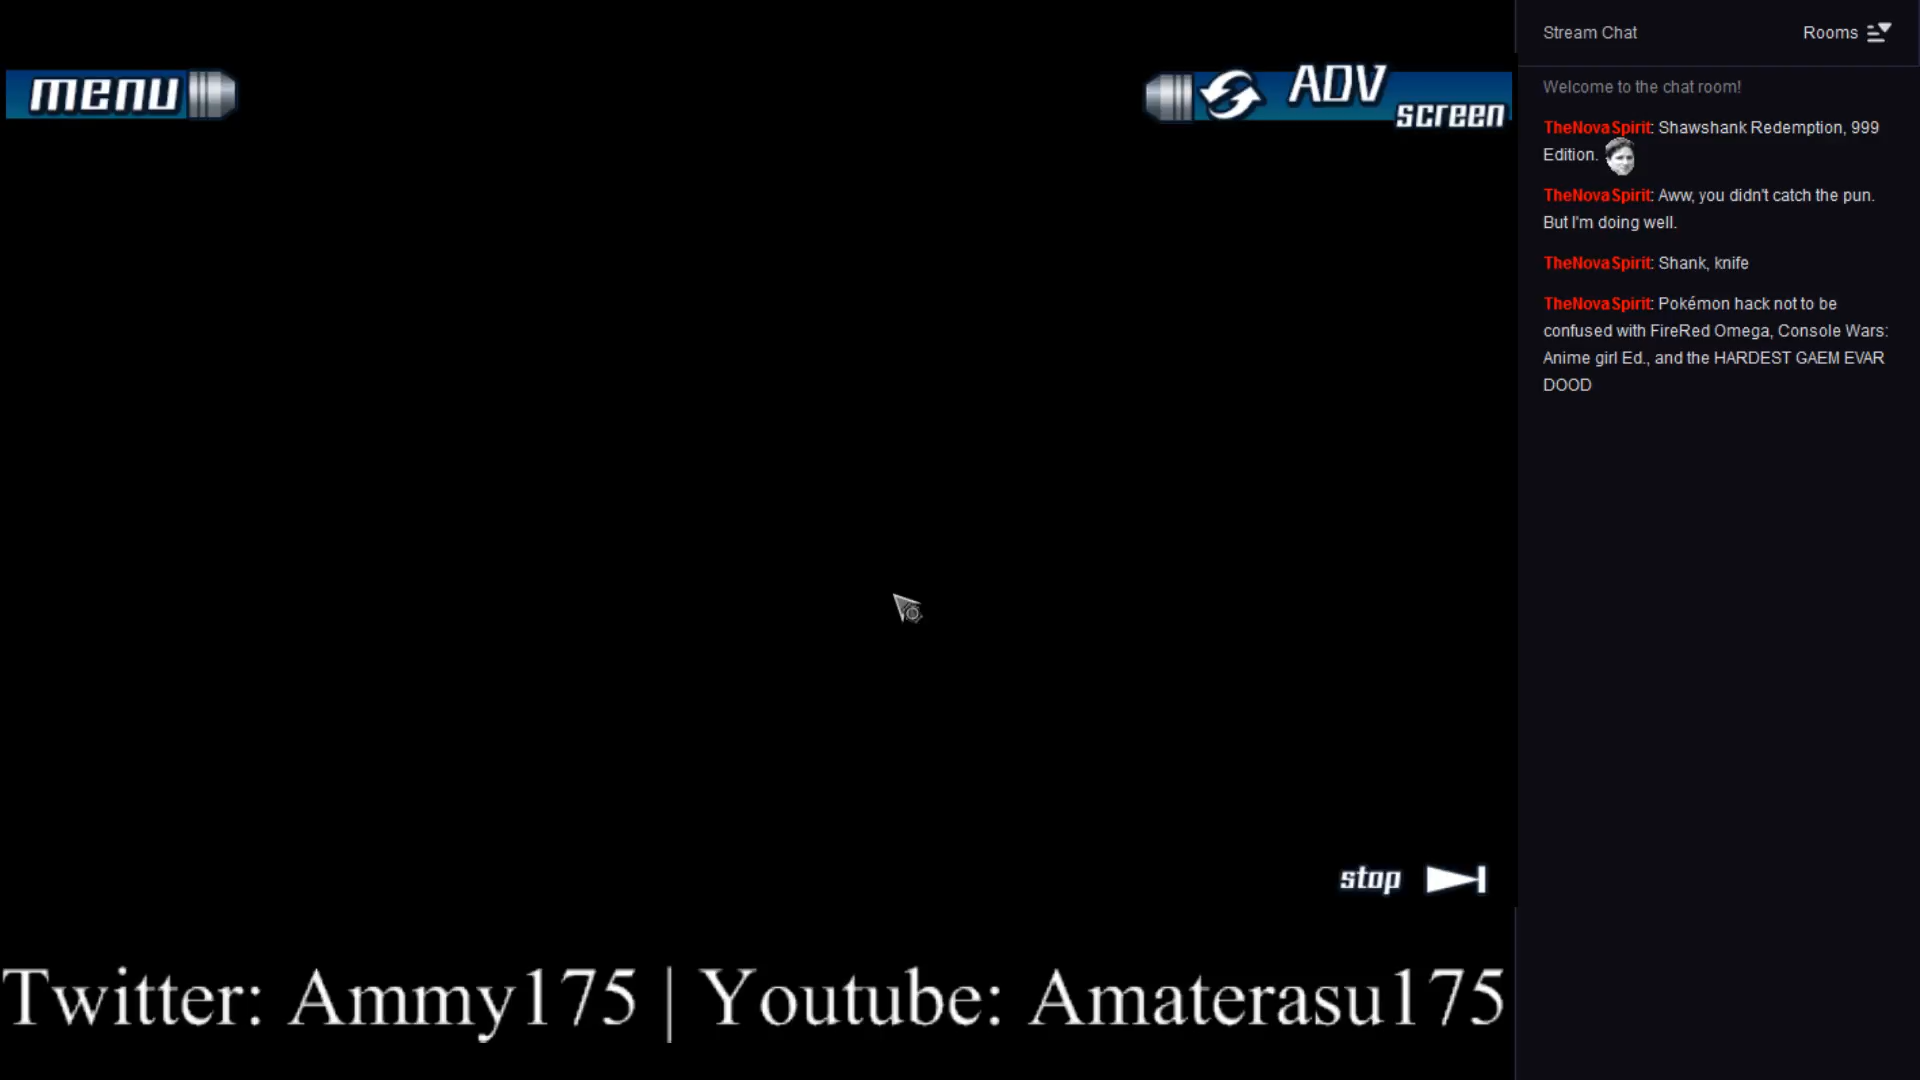 menu
ADV
screen
stop
Twitter: Ammy175 | Youtube: Amaterasu175
Stream Chat
Rooms
Welcome to the chat room!
TheNovaSpirit: Shawshank Redemption, 999
Edition.
TheNovaSpirit: Aww, you didn't catch the pun.
But I'm doing well.
TheNovaSpirit: Shank, knife
TheNovaSpirit: Pokémon hack not to be
confused with FireRed Omega, Console Wars:
Anime girl Ed., and the HARDEST GAEM EVAR
DOOD